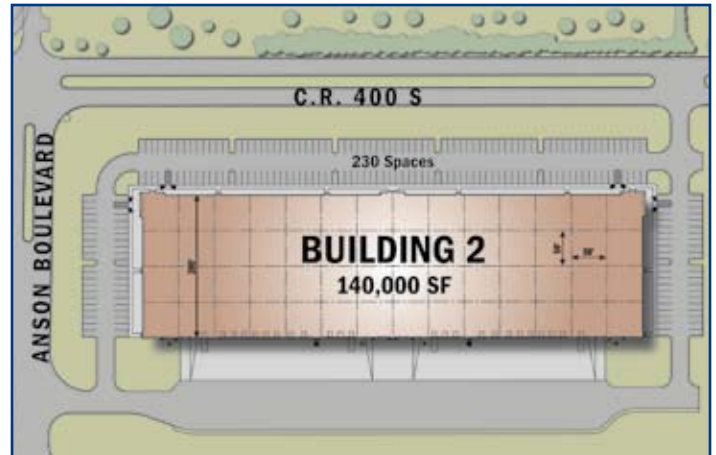 C.R. 400 S
ANSON BOULEVARD
230 Spaces
BUILDING 2
140,000 SF